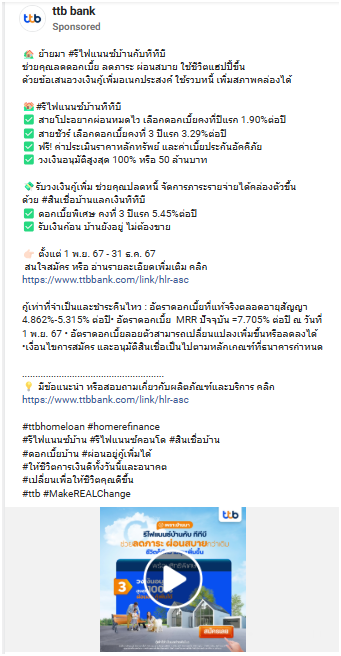 ttb bank
Sponsored
🏡 ย้ายมา #รีไฟแนนซ์บ้านกับทีทีบี
ช่วยคุณลดดอกเบี้ย ลดภาระ ผ่อนสบาย ใช้ชีวิตแฮปปี้ขึ้น
ด้วยข้อเสนอวงเงินกู้เพิ่มอเนกประสงค์ ใช้รวบหนี้ เพิ่มสภาพคล่องได้
🏘️#รีไฟแนนซ์บ้านทีทีบี
✅ สายโปะอยากผ่อนหมดไว เลือกดอกเบี้ยคงที่ปีแรก 1.90%ต่อปี
✅ สายชัวร์ เลือกดอกเบี้ยคงที่ 3 ปีแรก 3.29%ต่อปี
✅ ฟรี! ค่าประเมินราคาหลักทรัพย์ และค่าเบี้ยประกันอัคคีภัย
✅ วงเงินอนุมัติสูงสุด 100% หรือ 50 ล้านบาท
💸รับวงเงินกู้เพิ่ม ช่วยคุณปลดหนี้ จัดการภาระรายจ่ายได้คล่องตัวขึ้น
ด้วย #สินเชื่อบ้านแลกเงินทีทีบี
✅ ดอกเบี้ยพิเศษ คงที่ 3 ปีแรก 5.45%ต่อปี
✅ รับเงินก้อน บ้านยังอยู่ ไม่ต้องขาย
👉🏻 ตั้งแต่ 1 พ.ย. 67 - 31 ธ.ค. 67
สนใจสมัคร หรือ อ่านรายละเอียดเพิ่มเติม คลิก
https://www.ttbbank.com/link/hlr-asc
กู้เท่าที่จำเป็นและชำระคืนไหว : อัตราดอกเบี้ยที่แท้จริงตลอดอายุสัญญา
4.862%-5.315% ต่อปี• อัตราดอกเบี้ย MRR ปัจจุบัน =7.705% ต่อปี ณ วันที่
1 พ.ย. 67 • อัตราดอกเบี้ยลอยตัวสามารถเปลี่ยนแปลงเพิ่มขึ้นหรือลดลงได้
•เงื่อนไขการสมัคร และอนุมัติสินเชื่อเป็นไปตามหลักเกณฑ์ที่ธนาคารกำหนด
......................................................
💡 มีข้อแนะนำ หรือสอบถามเกี่ยวกับผลิตภัณฑ์และบริการ คลิก
https://www.ttbbank.com/link/hlr-asc
#ttbhomeloan #homerefinance
#รีไฟแนนซ์บ้าน #รีไฟแนนซ์คอนโด #สินเชื่อบ้าน
#ดอกเบี้ยบ้าน #ผ่อนอยู่กู้เพิ่มได้
#ให้ชีวิตการเงินดีทั้งวันนี้และอนาคต
#เปลี่ยนเพื่อให้ชีวิตคุณดีขึ้น
#ttb #MakeREALChange
ttb
รีไฟแนนซ์บ้านกับ ทีทีบี
ช่วยลดภาระ ผ่อนสบายกว่าเดิม
3
สมัครเลย